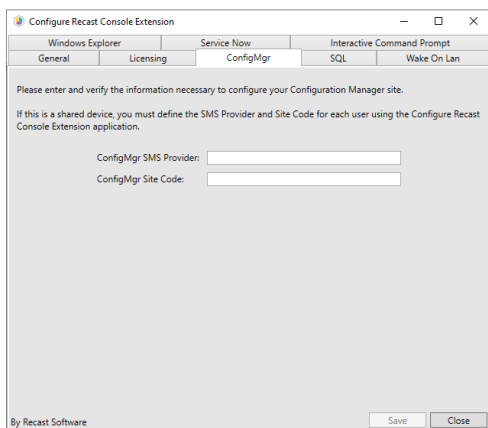 Configure Recast Console Extension
Windows Explorer Service Now Interactive Command Prompt
General Licensing ConfigMgr SQL Wake On Lan
Please enter and verify the information necessary to configure your Configuration Manager site.
If this is a shared device, you must define the SMS Provider and Site Code for each user using the Configure Recast
Console Extension application.
ConfigMgr SMS Provider:
ConfigMgr Site Code:
By Recast Software Save Close